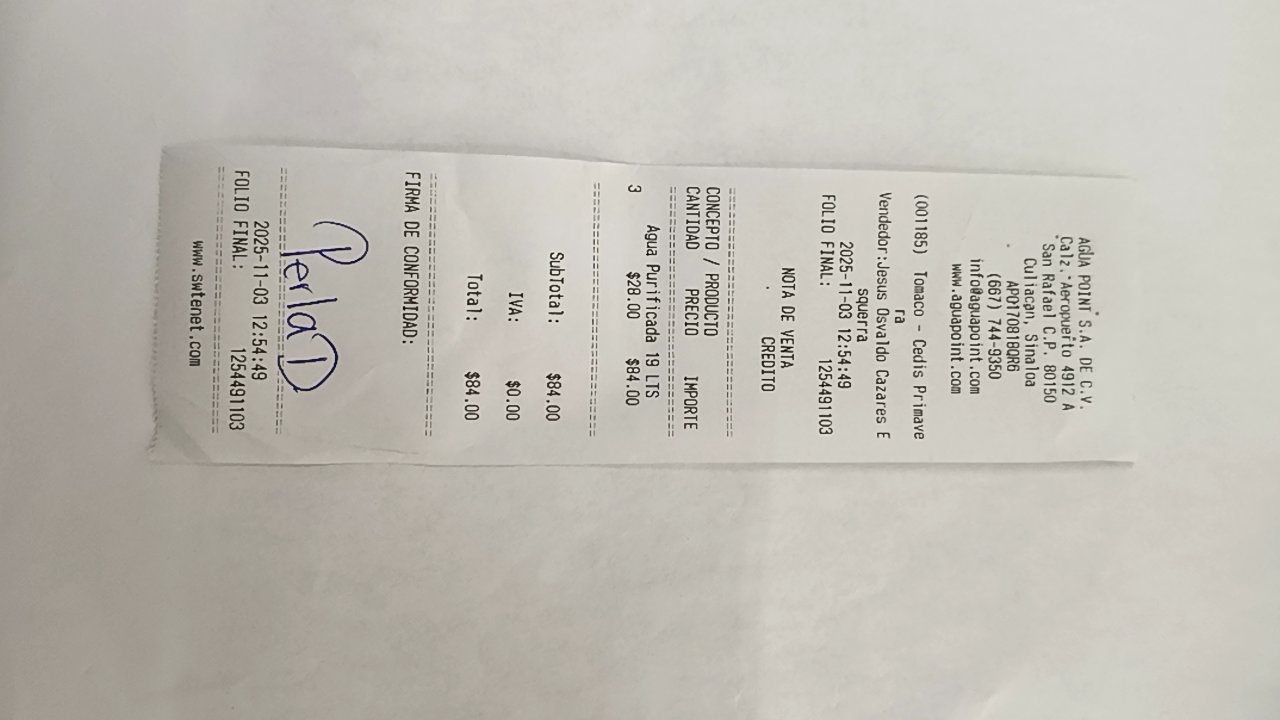 AGUA POINT S.A. DE C.V.
Calz. Aeropuerto 4912 A
San Rafael C.P. 80150
Culiacan, Sinaloa
APO170818QR6
(667) 744-9350
info@aguapoint.com
www.aguapoint.com
(001185) Tomaco - Cedis Primave
ra
Vendedor:Jesus Osvaldo Cazares E
squerra
2025-11-03 12:54:49
FOLIO FINAL: 1254491103
NOTA DE VENTA
CREDITO
CONCEPTO / PRODUCTO
CANTIDAD PRECIO IMPORTE
Agua Purificada 19 LTS
3 $28.00 $84.00
SubTotal: $84.00
IVA: $0.00
Total: $84.00
FIRMA DE CONFORMIDAD:
Perla D
2025-11-03 12:54:49
FOLIO FINAL: 1254491103
www.swtenet.com